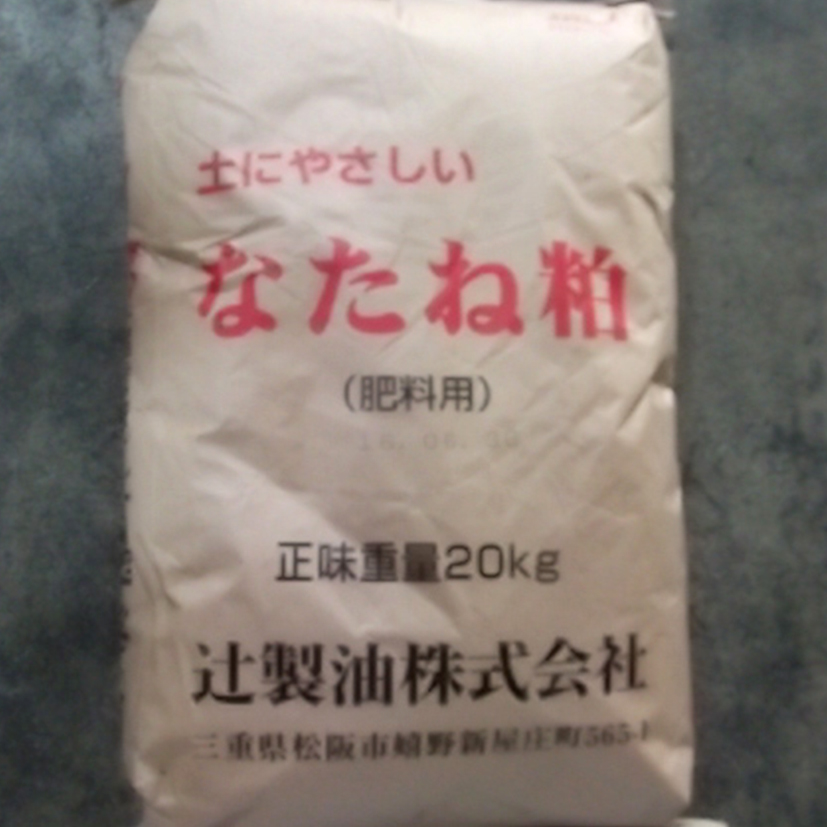 土にやさしい
なたね粕
（肥料用）
正味重量20kg
辻製油株式会社
三重県松阪市嬉野新屋庄町565-1